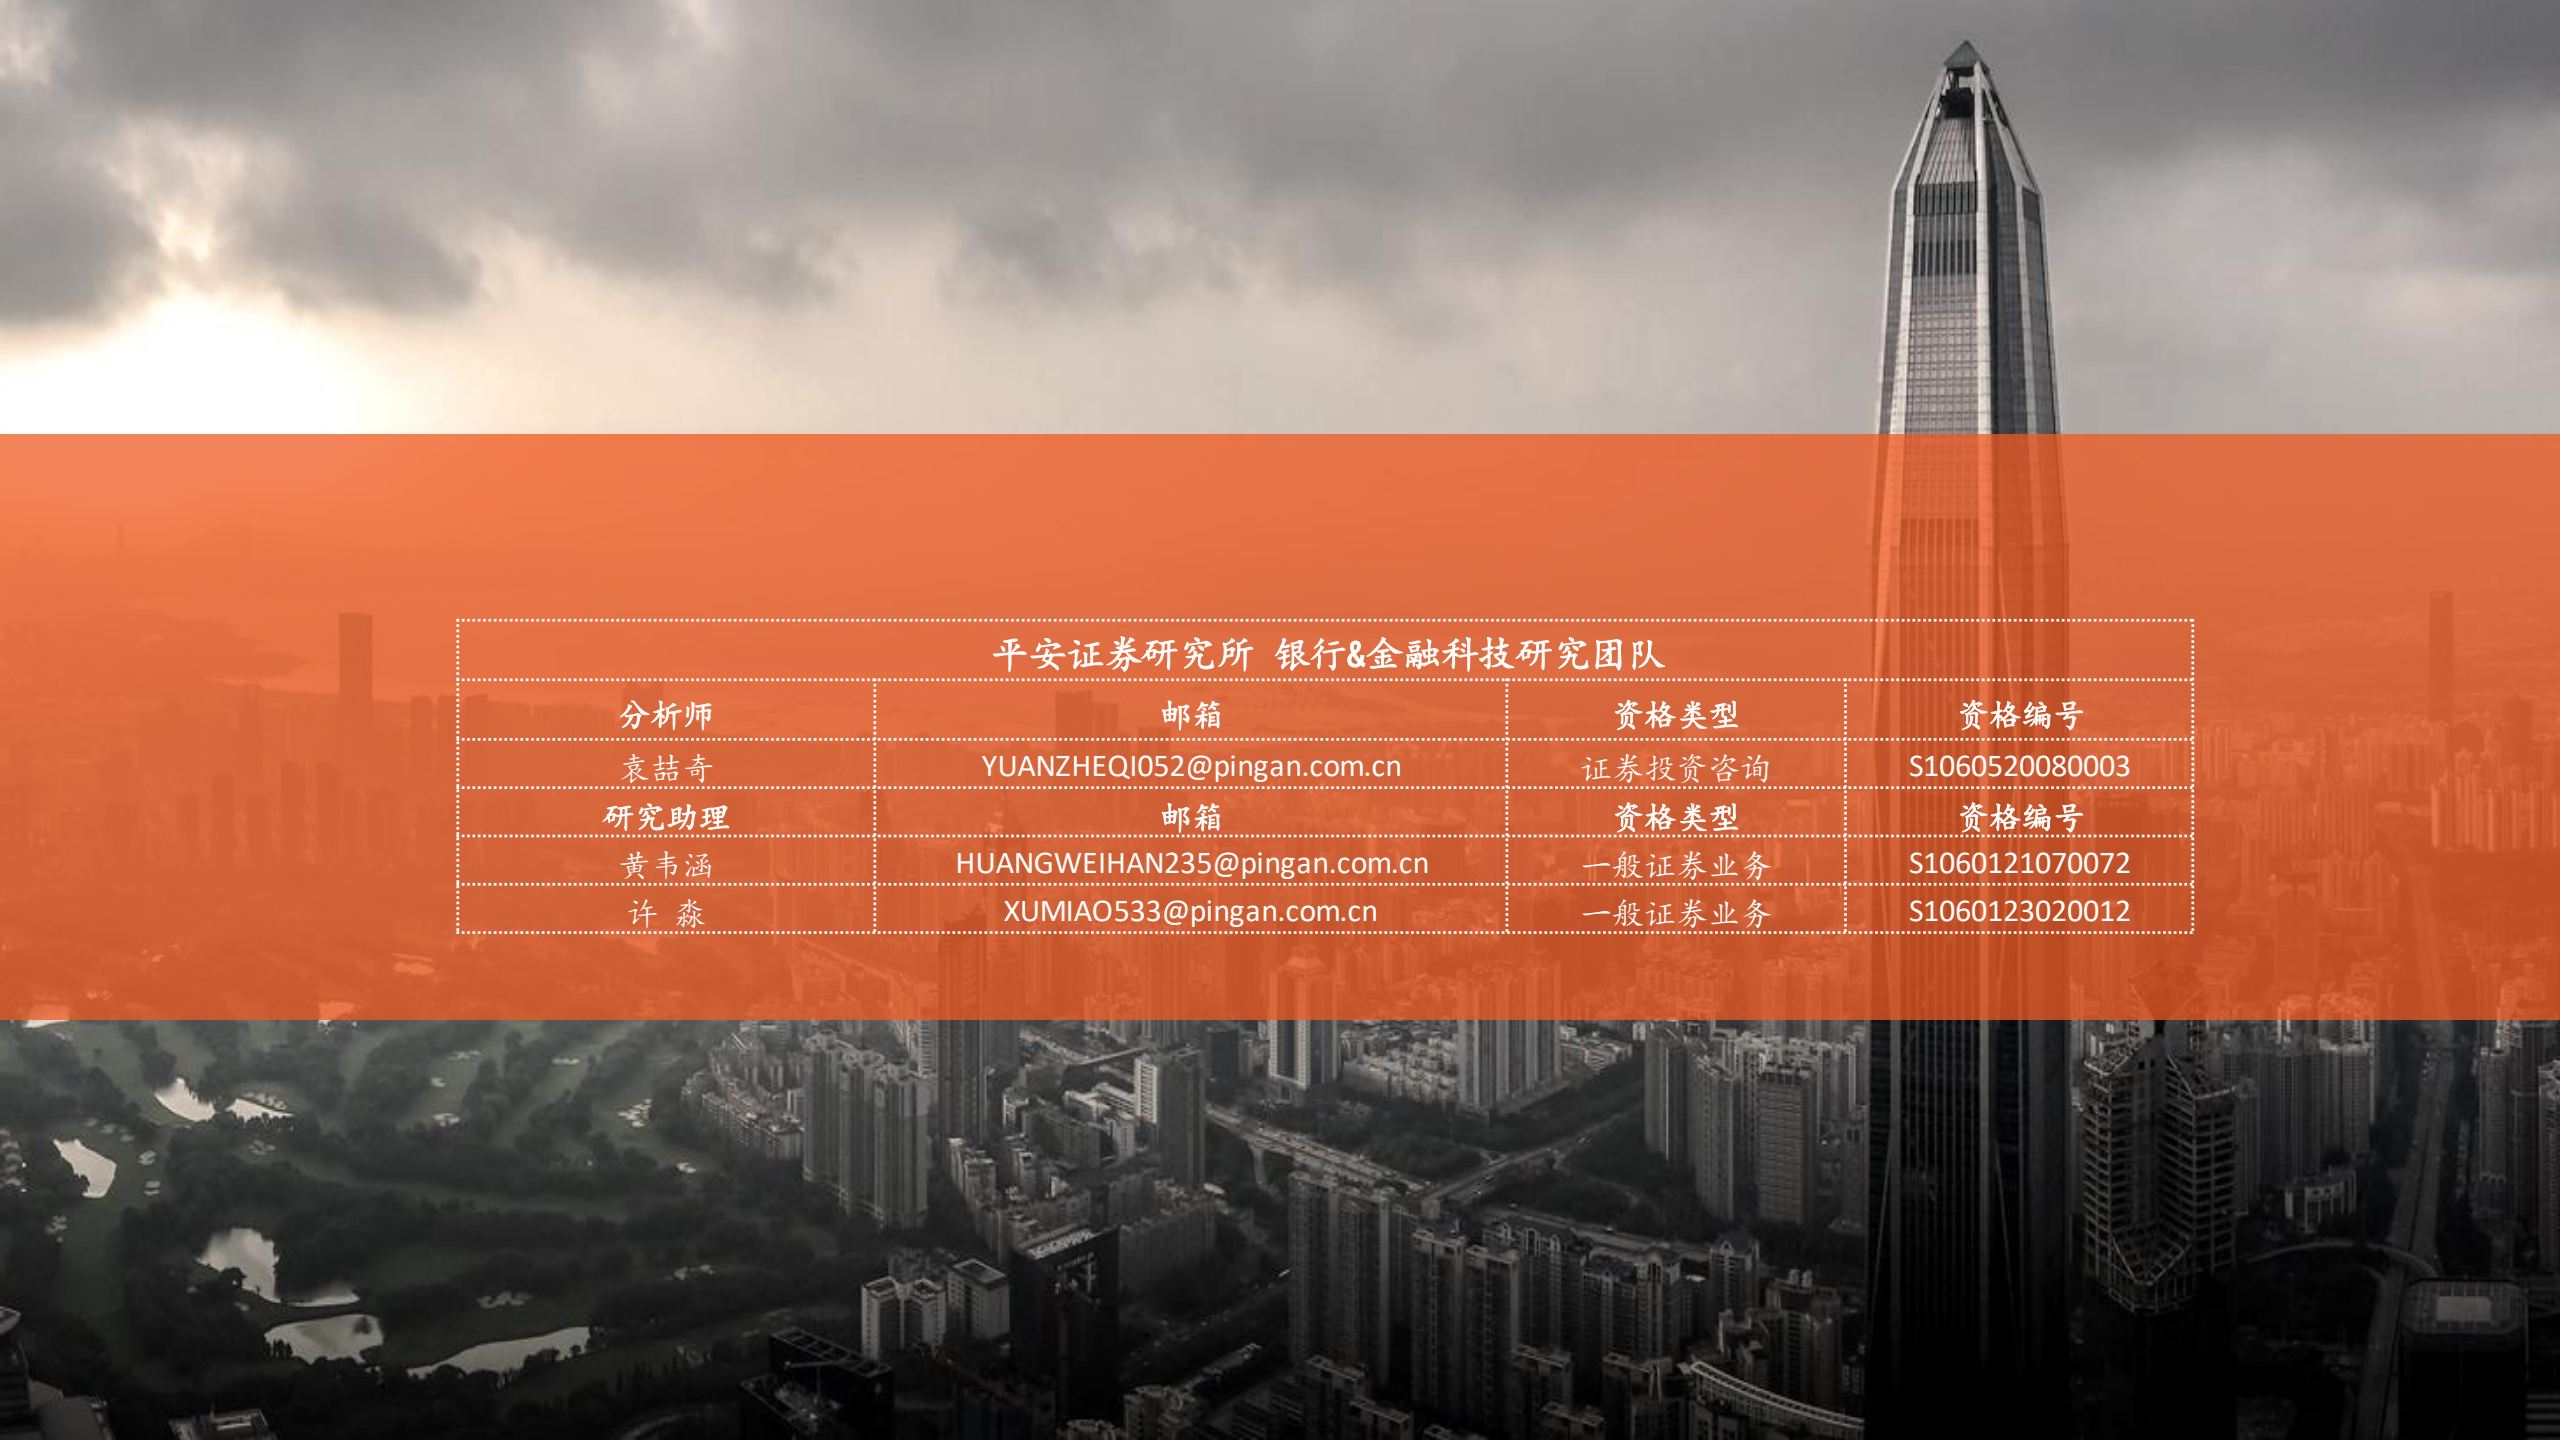 平安证券研究所 银行&金融科技研究团队
分析师 邮箱 资格类型 资格编号
袁喆奇 YUANZHEQI052@pingan.com.cn 证券投资咨询 S1060520080003
研究助理 邮箱 资格类型 资格编号
黄韦涵 HUANGWEIHAN235@pingan.com.cn 一般证券业务 S1060121070072
许 淼 XUMIAO533@pingan.com.cn 一般证券业务 S1060123020012